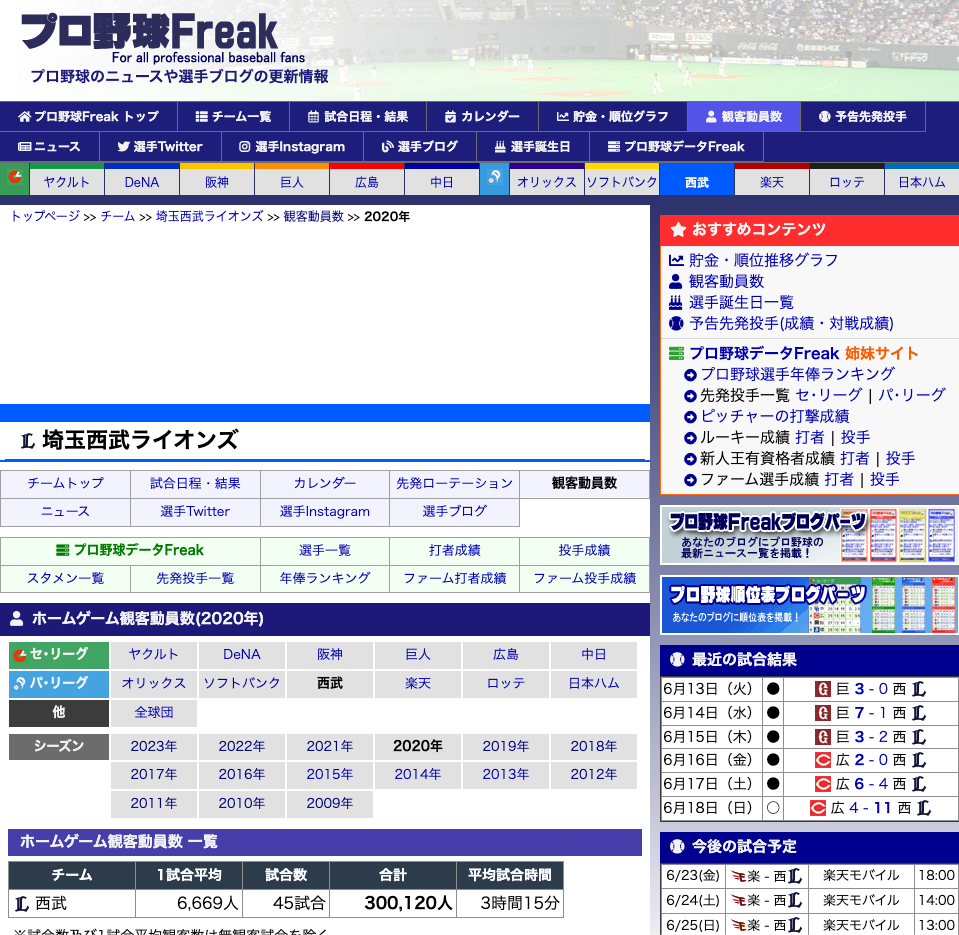 プロ野球Freak
For all professional baseball fans
プロ野球のニュースや選手ブログの更新情報
プロ野球Freak トップ チーム一覧 試合日程・結果 カレンダー 貯金・順位グラフ 観客動員数 予告先発投手
ニュース 選手Twitter 選手Instagram 選手ブログ 選手誕生日 プロ野球データFreak
ヤクルト DeNA 阪神 巨人 広島 中日 オリックス ソフトバンク 西武 楽天 ロッテ 日本ハム
トップページ >> チーム >> 埼玉西武ライオンズ >> 観客動員数 >> 2020年
埼玉西武ライオンズ
チームトップ 試合日程・結果 カレンダー 先発ローテーション 観客動員数
ニュース 選手Twitter 選手Instagram 選手ブログ
プロ野球データFreak 選手一覧 打者成績 投手成績
スタメン一覧 先発投手一覧 年俸ランキング ファーム打者成績 ファーム投手成績
ホームゲーム観客動員数(2020年)
セ・リーグ ヤクルト DeNA 阪神 巨人 広島 中日
パ・リーグ オリックス ソフトバンク 西武 楽天 ロッテ 日本ハム
他 全球団
シーズン 2023年 2022年 2021年 2020年 2019年 2018年
2017年 2016年 2015年 2014年 2013年 2012年
2011年 2010年 2009年
ホームゲーム観客動員数 一覧
チーム 1試合平均 試合数 合計 平均試合時間
西武 6,669人 45試合 300,120人 3時間15分
※試合数及び1試合平均観客数は無観客試合を除く
おすすめコンテンツ
貯金・順位推移グラフ
観客動員数
選手誕生日一覧
予告先発投手(成績・対戦成績)
プロ野球データFreak 姉妹サイト
プロ野球選手年俸ランキング
先発投手一覧 セ・リーグ | パ・リーグ
ピッチャーの打撃成績
ルーキー成績 打者 | 投手
新人王有資格者成績 打者 | 投手
ファーム選手成績 打者 | 投手
プロ野球Freakブログパーツ
あなたのブログにプロ野球の
最新ニュース一覧を掲載！
プロ野球順位表ブログパーツ
あなたのブログに順位表を掲載！
最近の試合結果
6月13日（火） ● 巨 3 - 0 西
6月14日（水） ● 巨 7 - 1 西
6月15日（木） ● 巨 3 - 2 西
6月16日（金） ● 広 2 - 0 西
6月17日（土） ● 広 6 - 4 西
6月18日（日） ○ 広 4 - 11 西
今後の試合予定
6/23(金) 楽 - 西 楽天モバイル 18:00
6/24(土) 楽 - 西 楽天モバイル 14:00
6/25(日) 楽 - 西 楽天モバイル 13:00